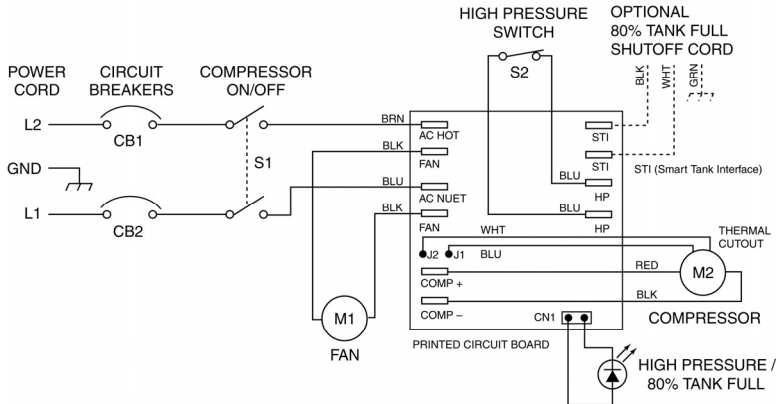 HIGH PRESSURE
SWITCH
S2
OPTIONAL
80% TANK FULL
SHUTOFF CORD
BLK
WHT
GRN
POWER
CORD
CIRCUIT
BREAKERS
COMPRESSOR
ON/OFF
L2
CB1
S1
GND
L1
CB2
BRN
AC HOT
BLK
FAN
BLU
AC NUET
BLK
FAN
STI
STI
STI (Smart Tank Interface)
BLU
HP
BLU
HP
WHT
J2
J1
BLU
THERMAL
CUTOUT
RED
COMP +
M2
BLK
COMP –
COMPRESSOR
M1
FAN
CN1
PRINTED CIRCUIT BOARD
HIGH PRESSURE /
80% TANK FULL